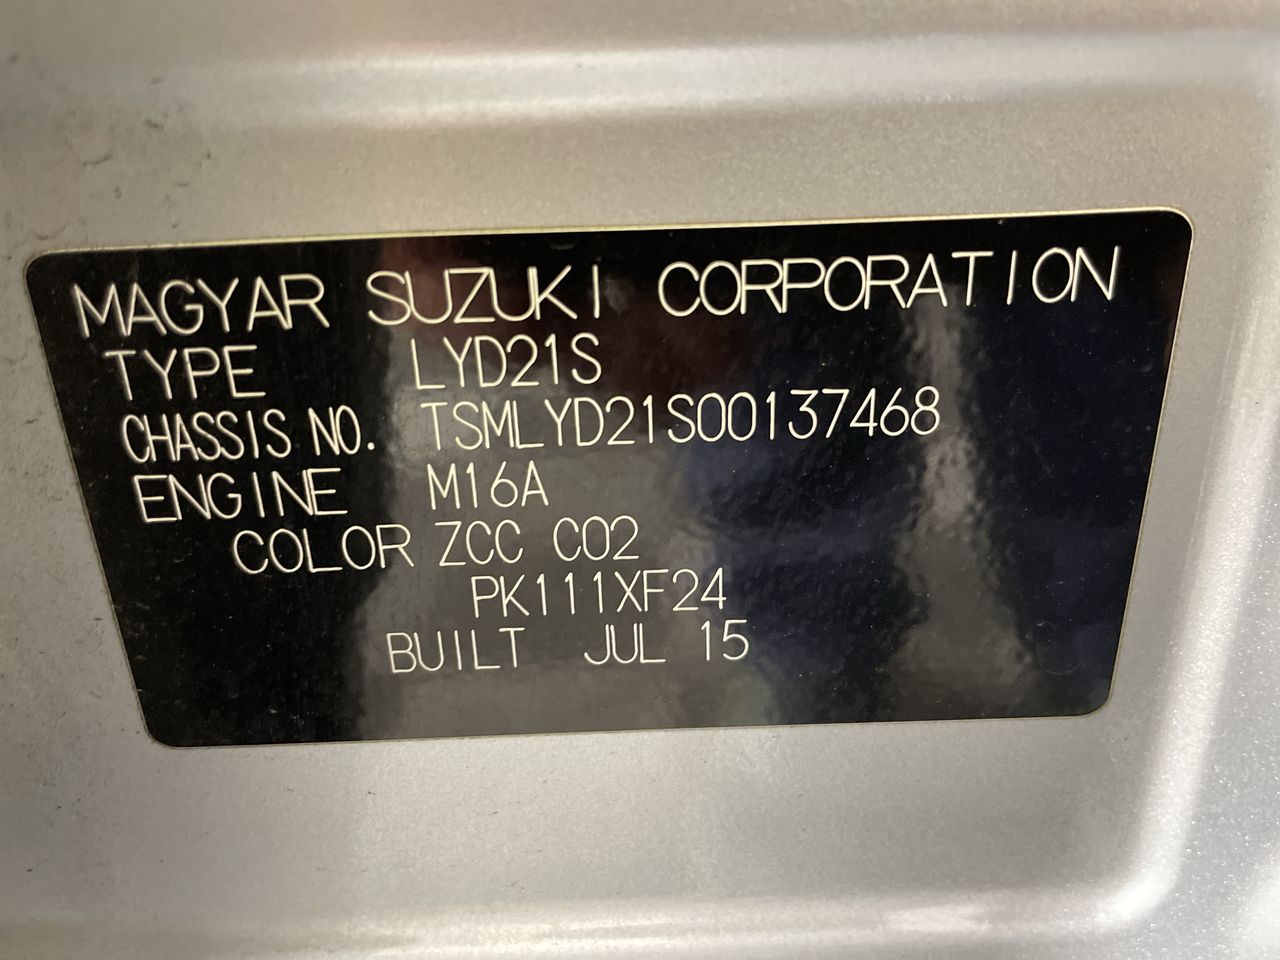 MAGYAR SUZUKI CORPORATION
TYPE LYD21S
CHASSIS NO. TSMLYD21S00137468
ENGINE M16A
COLOR ZCC C02
PK111XF24
BUILT JUL 15